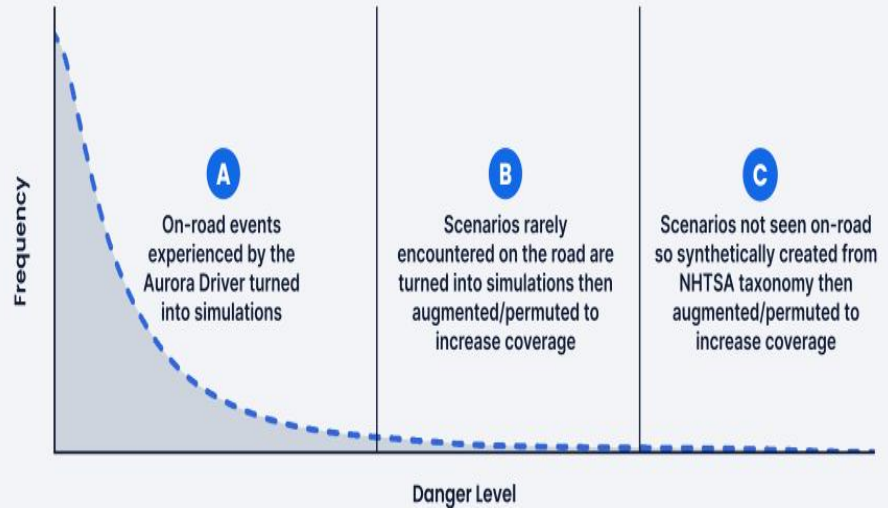 Frequency
A
On-road events
experienced by the
Aurora Driver turned
into simulations
B
Scenarios rarely
encountered on the road are
turned into simulations then
augmented/permuted to
increase coverage
C
Scenarios not seen on-road
so synthetically created from
NHTSA taxonomy then
augmented/permuted to
increase coverage
Danger Level